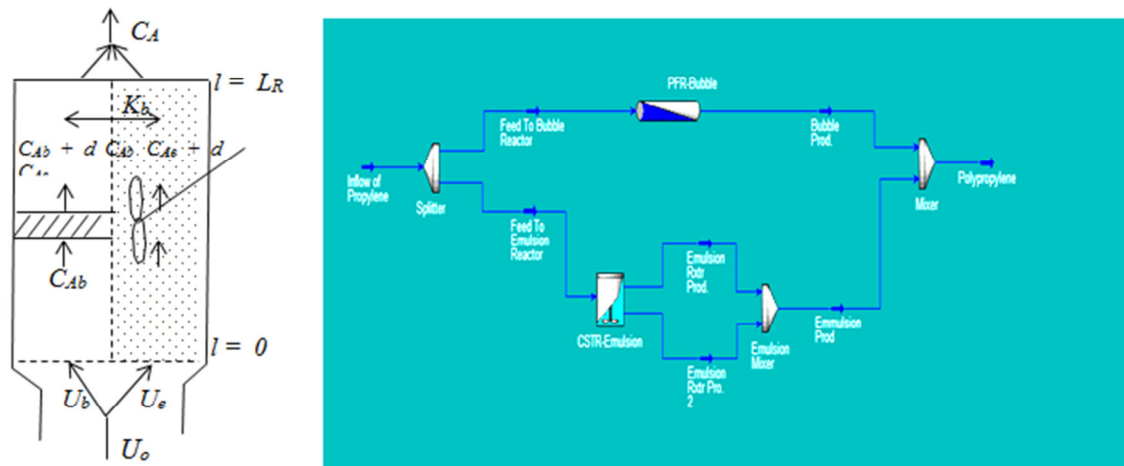 C_A
l = L_R
K_b
C_Ab + d C_Ab C_Ae + d
C_Ae
C_Ab
l = 0
U_b U_e
U_o
PFR-Bubble
Feed To Bubble
Reactor
Bubble
Prod.
Inflow of
Propylene
Splitter
Mixer
Polypropylene
Feed To
Emulsion
Reactor
Emulsion
Rxtr
Prod.
CSTR-Emulsion
Emulsion
Mixer
Emmulsion
Prod
Emulsion
Rxtr Pro.
2